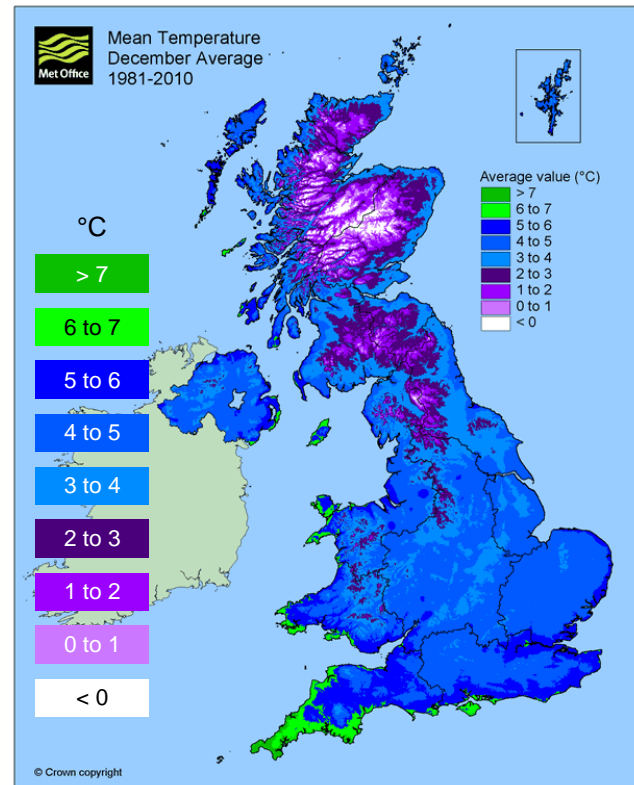 Met Office
Mean Temperature
December Average
1981-2010
Average value (°C)
> 7
6 to 7
5 to 6
4 to 5
3 to 4
2 to 3
1 to 2
0 to 1
< 0
°C
> 7
6 to 7
5 to 6
4 to 5
3 to 4
2 to 3
1 to 2
0 to 1
< 0
© Crown copyright